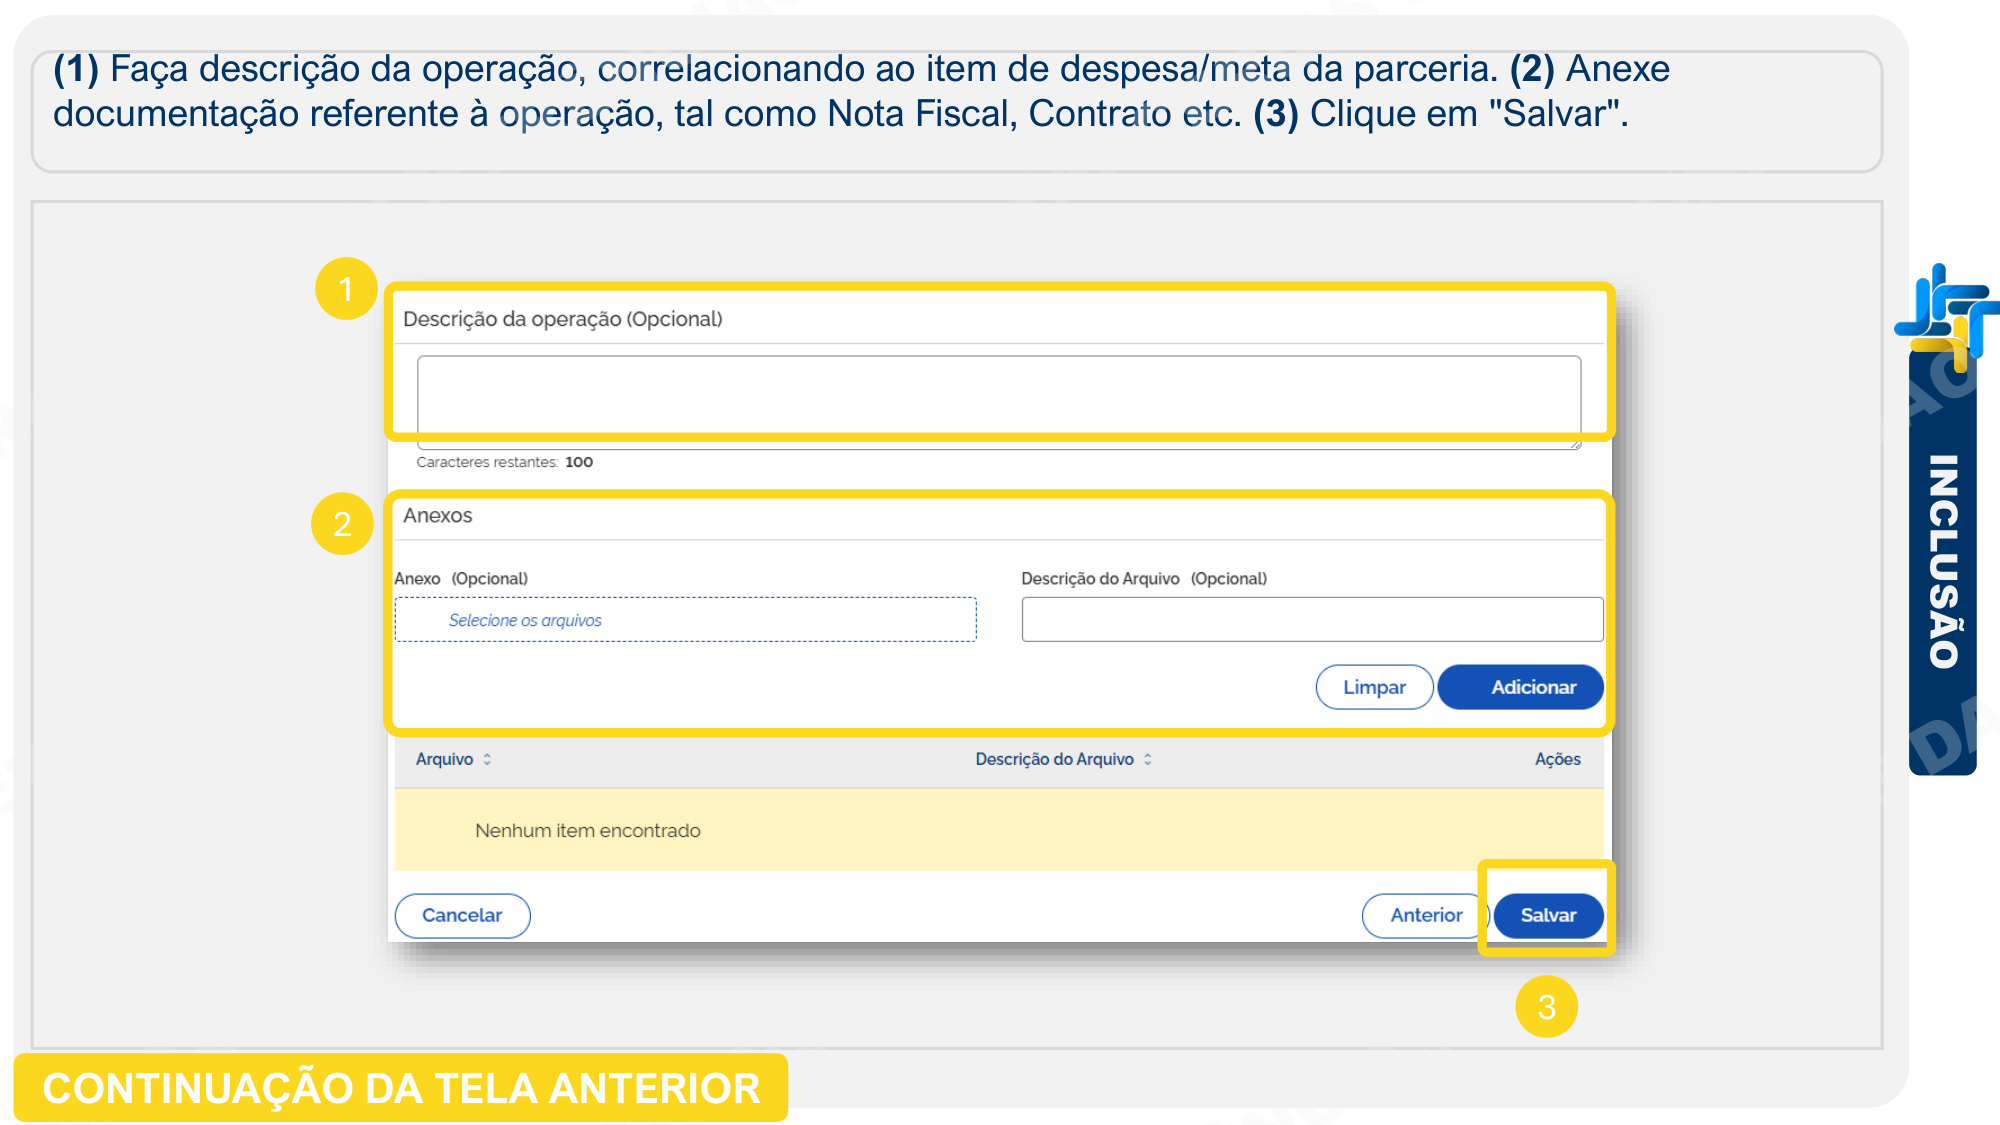 (1) Faça descrição da operação, correlacionando ao item de despesa/meta da parceria. (2) Anexe
documentação referente à operação, tal como Nota Fiscal, Contrato etc. (3) Clique em "Salvar".
1
Descrição da operação (Opcional)
Caracteres restantes: 100
2
Anexos
Anexo (Opcional)
Descrição do Arquivo (Opcional)
Selecione os arquivos
Limpar
Adicionar
Arquivo
Descrição do Arquivo
Ações
Nenhum item encontrado
Cancelar
Anterior
Salvar
3
INCLUSÃO
CONTINUAÇÃO DA TELA ANTERIOR